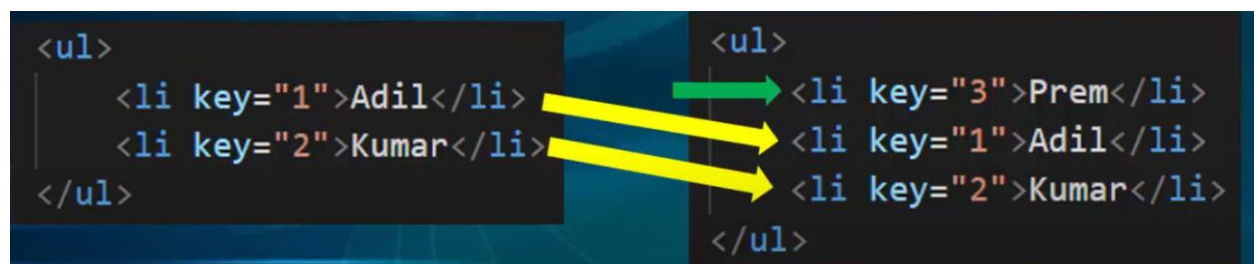 <ul>
<li key="1">Adil</li>
<li key="2">Kumar</li>
</ul>
<ul>
<li key="3">Prem</li>
<li key="1">Adil</li>
<li key="2">Kumar</li>
</ul>